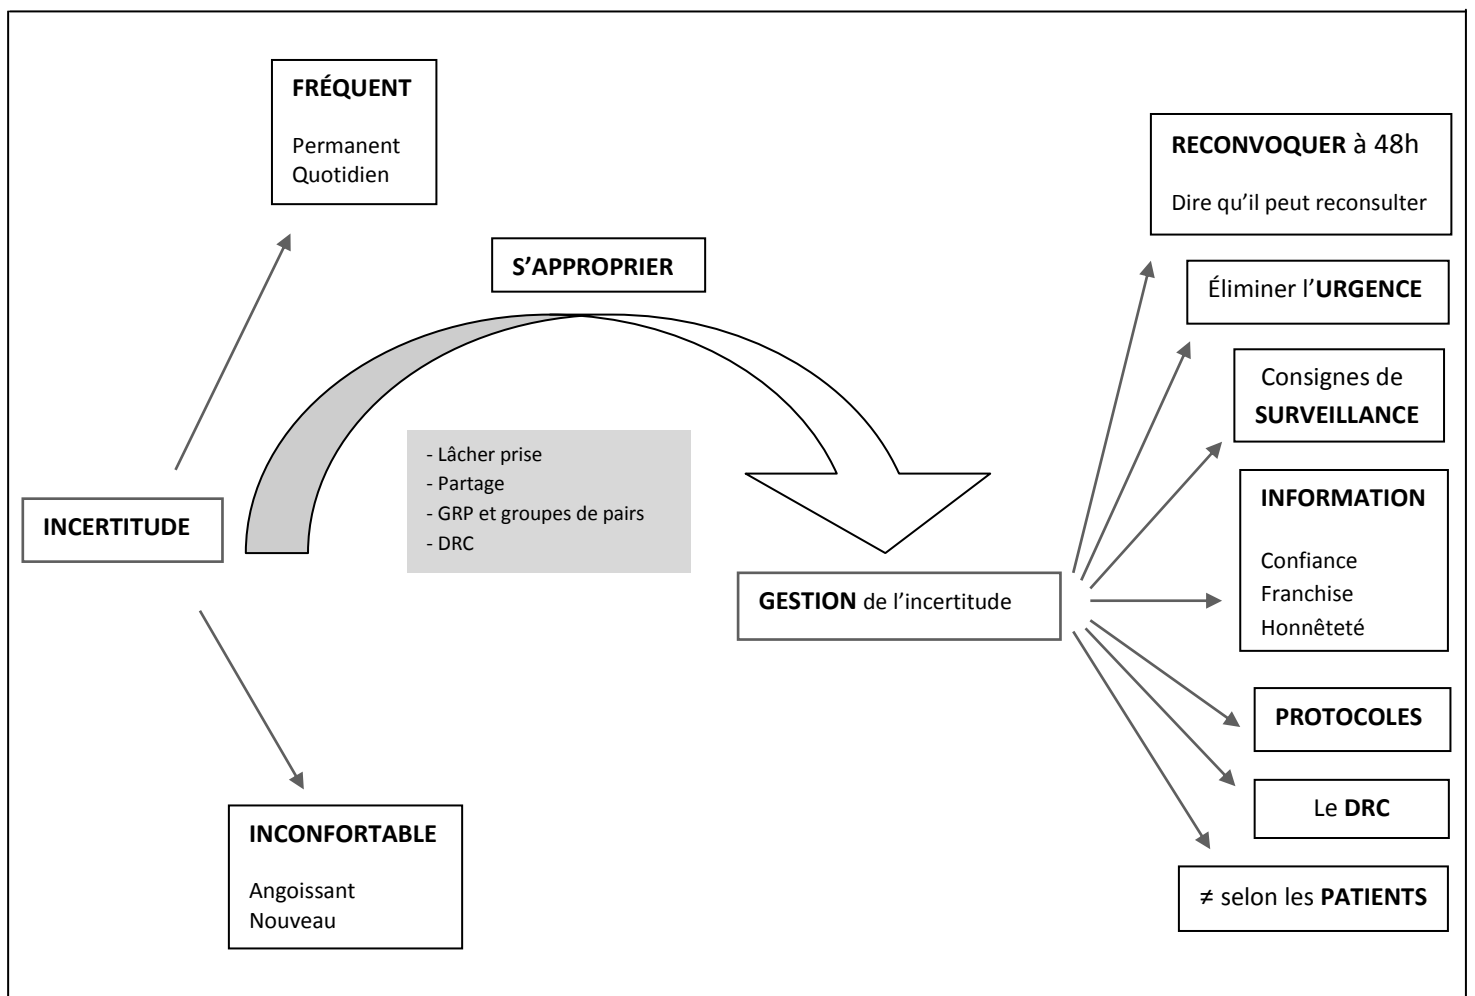 FRÉQUENT
Permanent
Quotidien
S’APPROPRIER
- Lâcher prise
- Partage
- GRP et groupes de pairs
- DRC
INCERTITUDE
INCONFORTABLE
Angoissant
Nouveau
GESTION de l’incertitude
RECONVOQUER à 48h
Dire qu’il peut reconsulter
Éliminer l’URGENCE
Consignes de
SURVEILLANCE
INFORMATION
Confiance
Franchise
Honnêteté
PROTOCOLES
Le DRC
≠ selon les PATIENTS